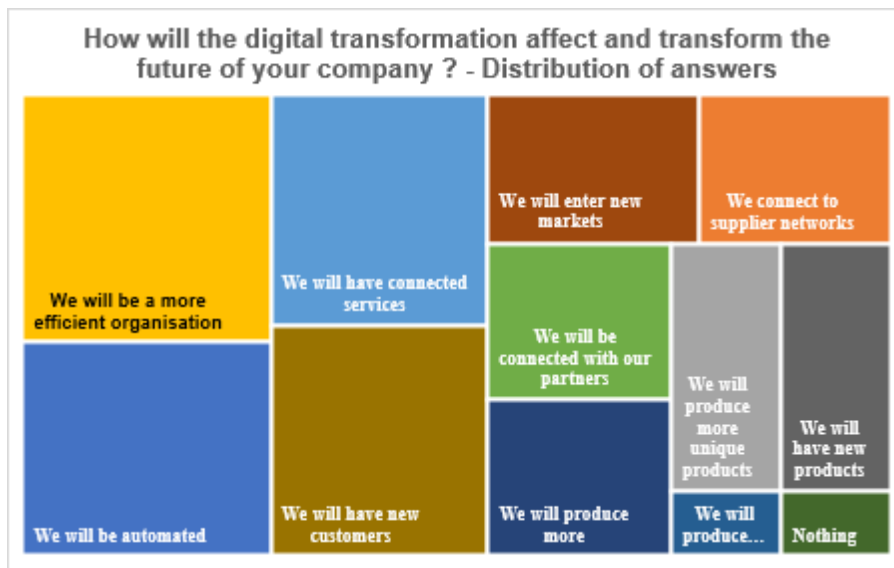 How will the digital transformation affect and transform the
future of your company ? - Distribution of answers
We will be a more
efficient organisation
We will be automated
We will have connected
services
We will have new
customers
We will enter new
markets
We connect to
supplier networks
We will be
connected with our
partners
We will produce
more
We will
produce
more
unique
products
We will
have new
products
We will
produce...
Nothing